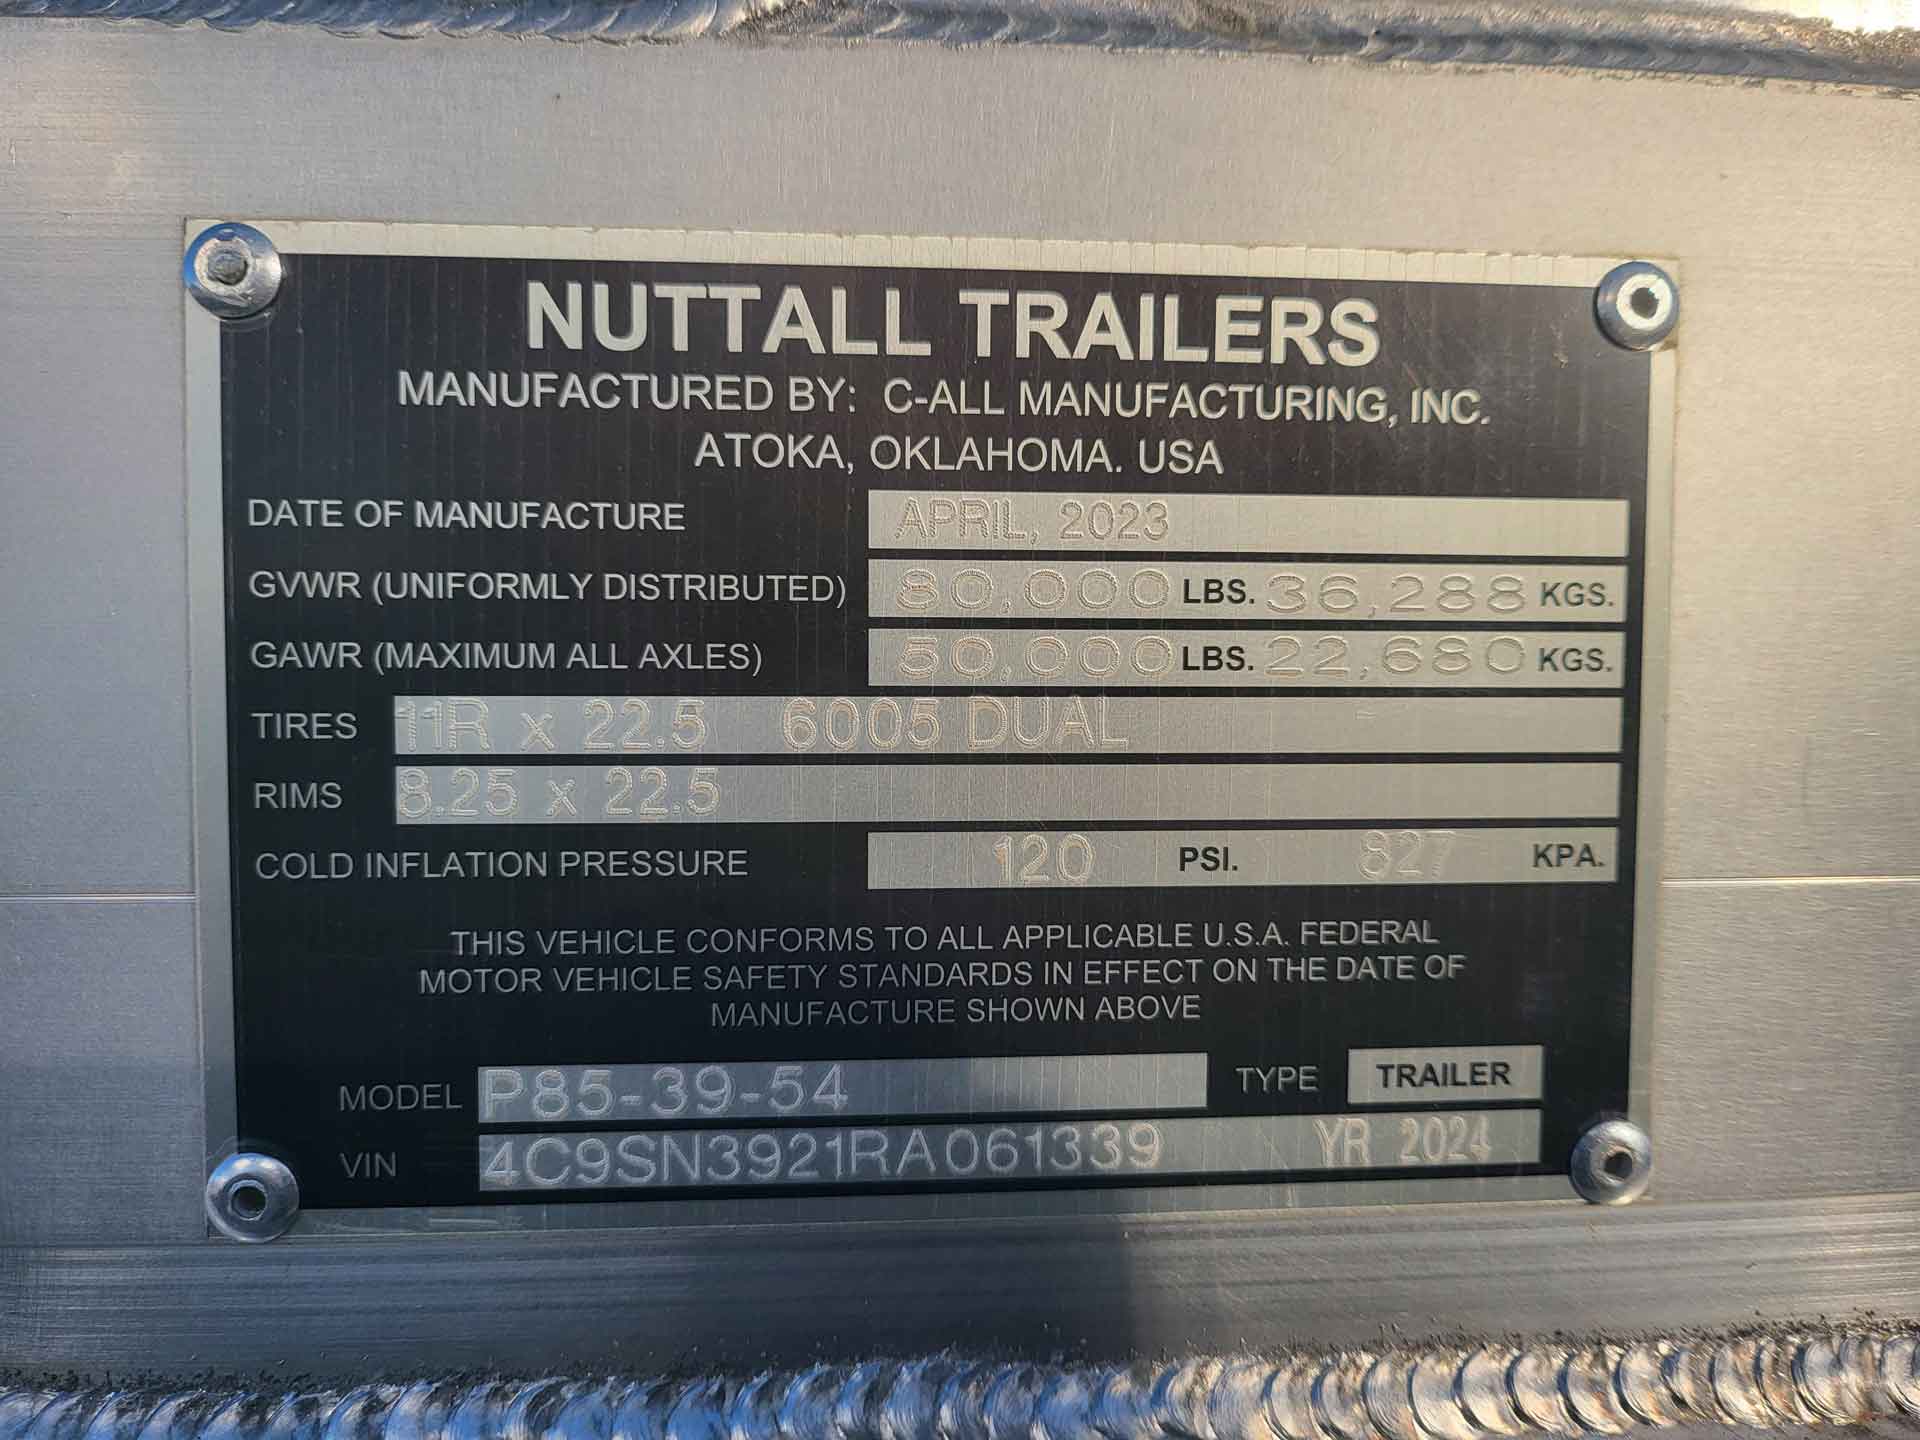 NUTTALL TRAILERS
MANUFACTURED BY: C-ALL MANUFACTURING, INC.
ATOKA, OKLAHOMA. USA
DATE OF MANUFACTURE APRIL, 2023
GVWR (UNIFORMLY DISTRIBUTED) 80,000 LBS. 36,288 KGS.
GAWR (MAXIMUM ALL AXLES) 50,000 LBS. 22,680 KGS.
TIRES 11R x 22.5 6005 DUAL
RIMS 8.25 x 22.5
COLD INFLATION PRESSURE 120 PSI. 827 KPA.
THIS VEHICLE CONFORMS TO ALL APPLICABLE U.S.A. FEDERAL
MOTOR VEHICLE SAFETY STANDARDS IN EFFECT ON THE DATE OF
MANUFACTURE SHOWN ABOVE
MODEL P85-39-54 TYPE TRAILER
VIN 4C9SN3921RA061339 YR 2024